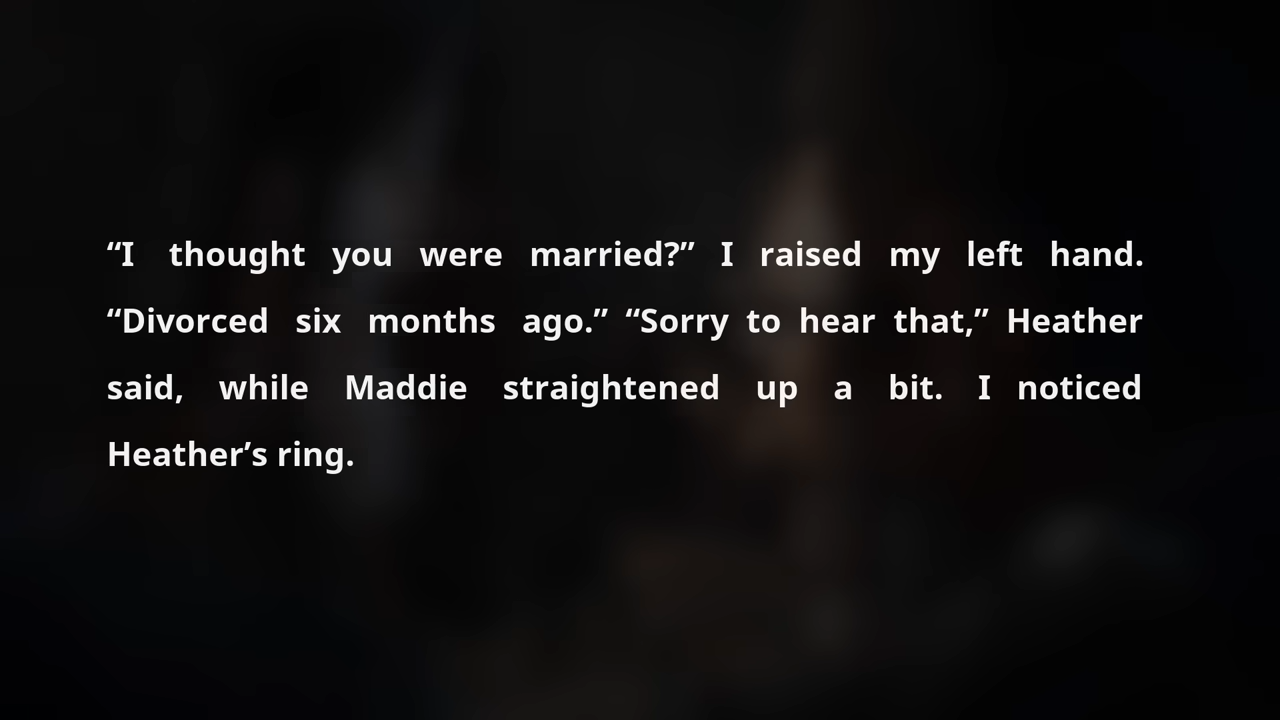 “I thought you were married?” I raised my left hand.
“Divorced six months ago.” “Sorry to hear that,” Heather
said, while Maddie straightened up a bit. I noticed
Heather’s ring.